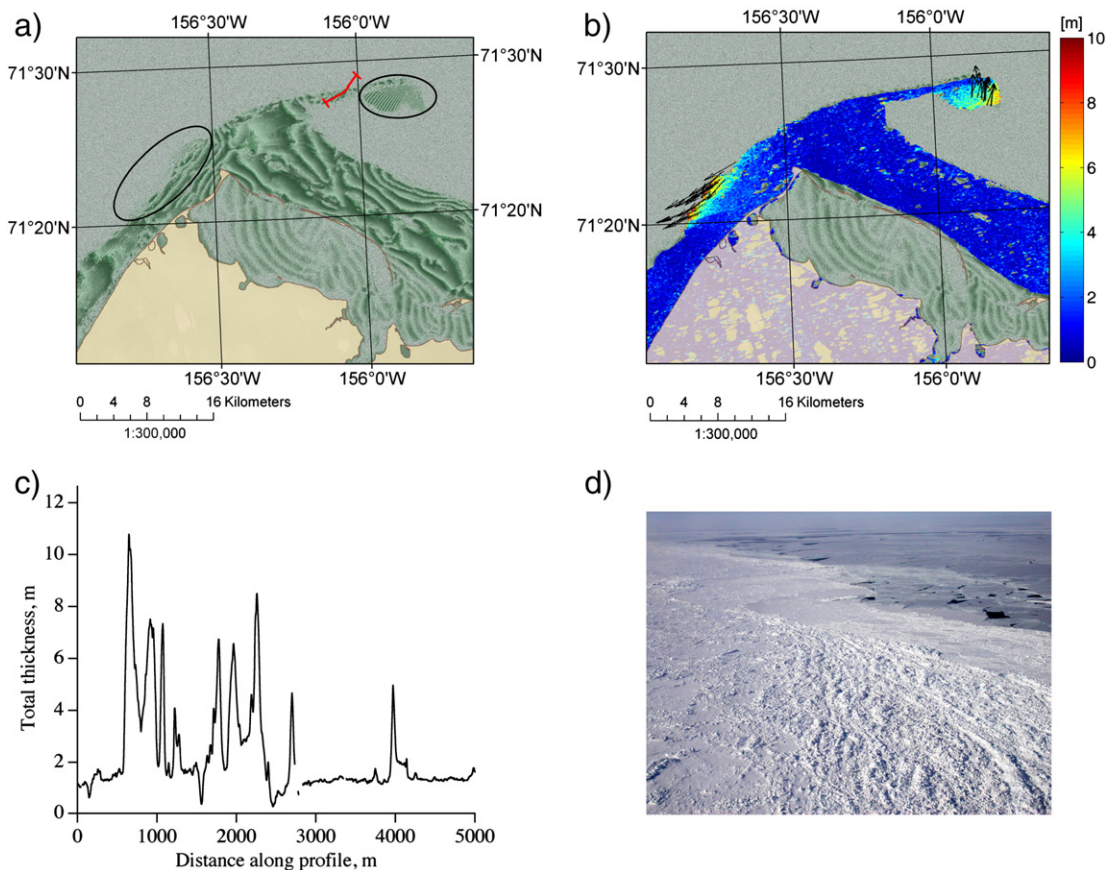 a)
156°30'W 156°0'W
71°30'N
71°30'N
71°20'N
71°20'N
156°30'W 156°0'W
0 4 8 16 Kilometers
1:300,000
b)
156°30'W 156°0'W
[m]
71°30'N
71°20'N
10
8
6
4
2
0
156°30'W 156°0'W
0 4 8 16 Kilometers
1:300,000
c)
Total thickness, m
12
10
8
6
4
2
0
0 1000 2000 3000 4000 5000
Distance along profile, m
d)